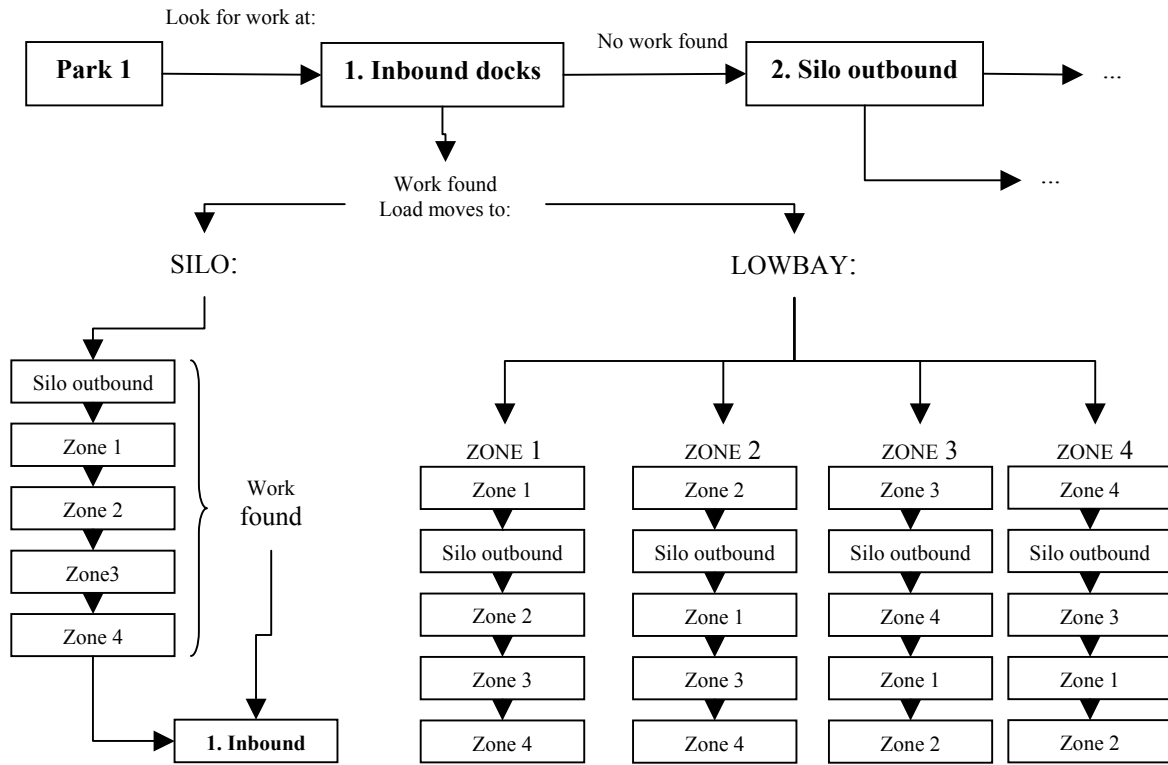 Look for work at:
No work found
Park 1
1. Inbound docks
2. Silo outbound
...
...
Work found
Load moves to:
SILO:
LOWBAY:
Silo outbound
Zone 1
Zone 2
Zone3
Zone 4
Work
found
1. Inbound
ZONE 1
Zone 1
Silo outbound
Zone 2
Zone 3
Zone 4
ZONE 2
Zone 2
Silo outbound
Zone 1
Zone 3
Zone 4
ZONE 3
Zone 3
Silo outbound
Zone 4
Zone 1
Zone 2
ZONE 4
Zone 4
Silo outbound
Zone 3
Zone 1
Zone 2